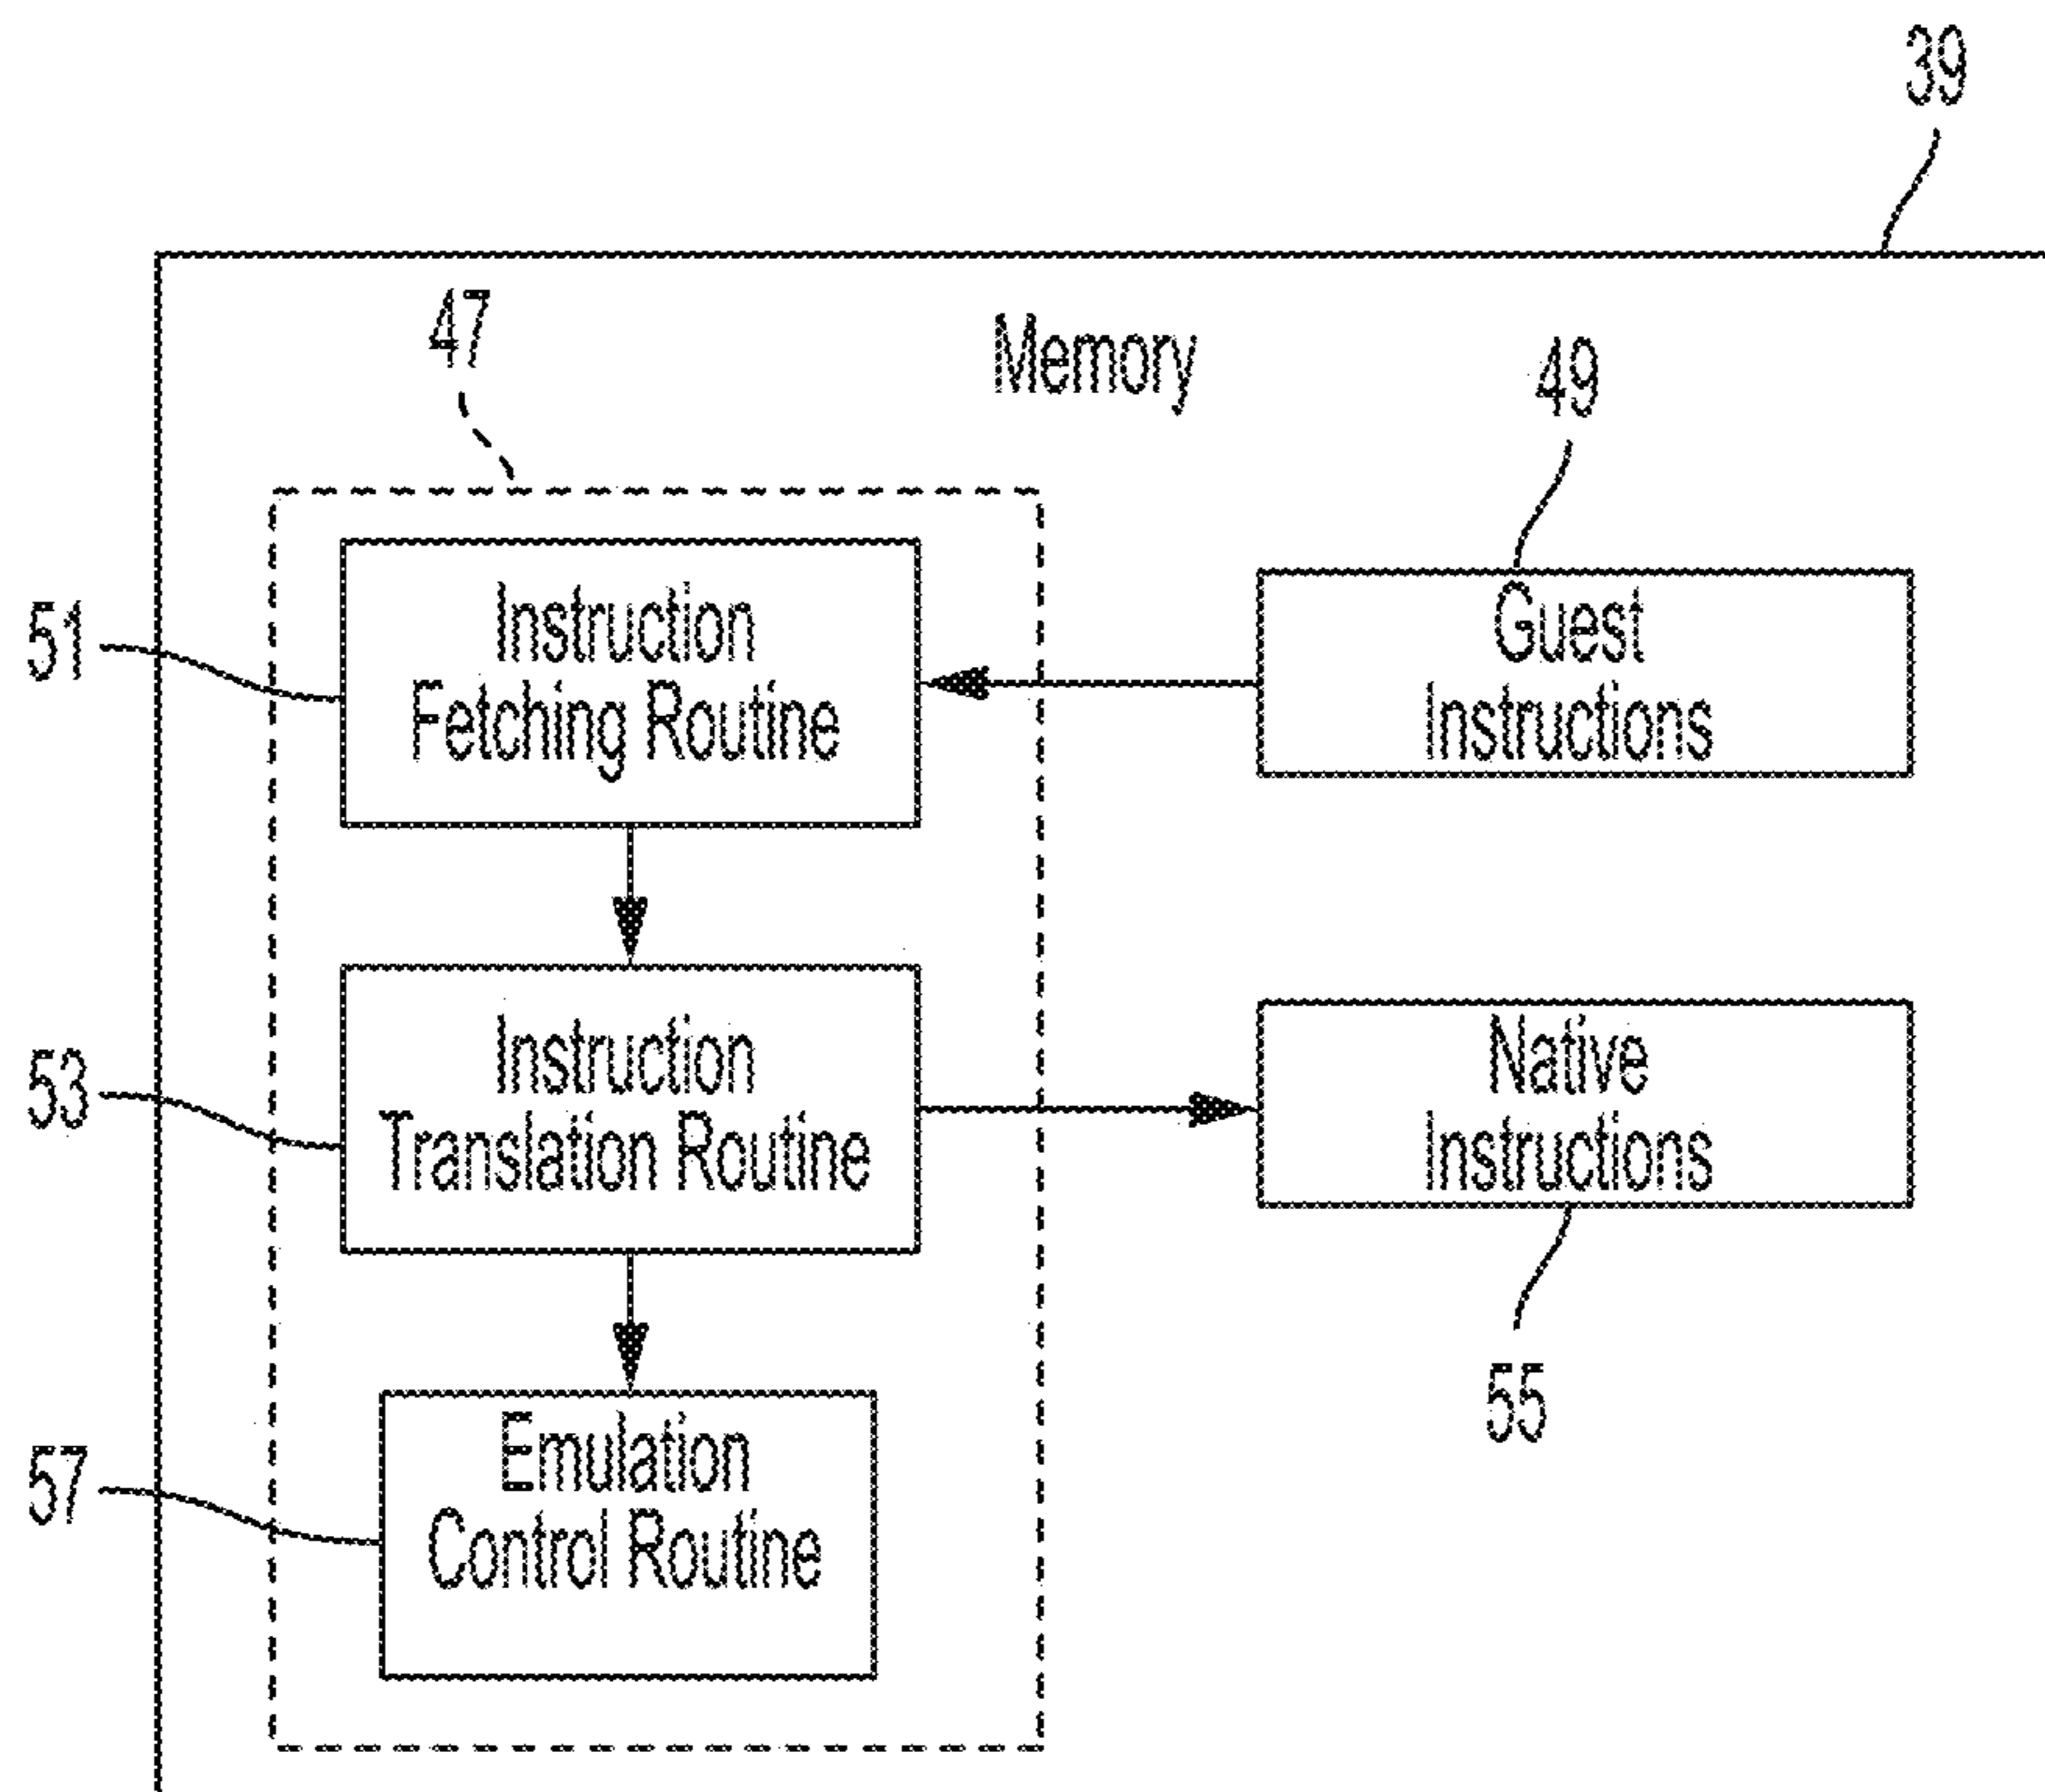 39
47
Memory
49
51
Instruction
Fetching Routine
Guest
Instructions
53
Instruction
Translation Routine
Native
Instructions
55
57
Emulation
Control Routine